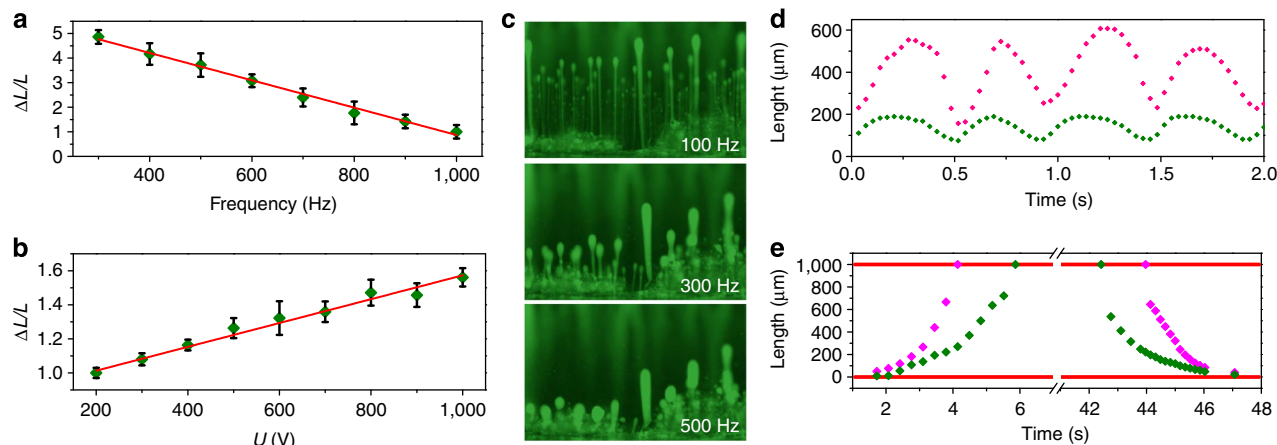 a
ΔL/L
5
4
3
2
1
0
400
600
800
1,000
Frequency (Hz)
b
ΔL/L
1.6
1.4
1.2
1.0
200
400
600
800
1,000
U (V)
c
100 Hz
300 Hz
500 Hz
d
Lenght (μm)
600
400
200
0
0.0
0.5
1.0
1.5
2.0
Time (s)
e
Length (μm)
1,000
800
600
400
200
0
2
4
6
42
44
46
48
Time (s)